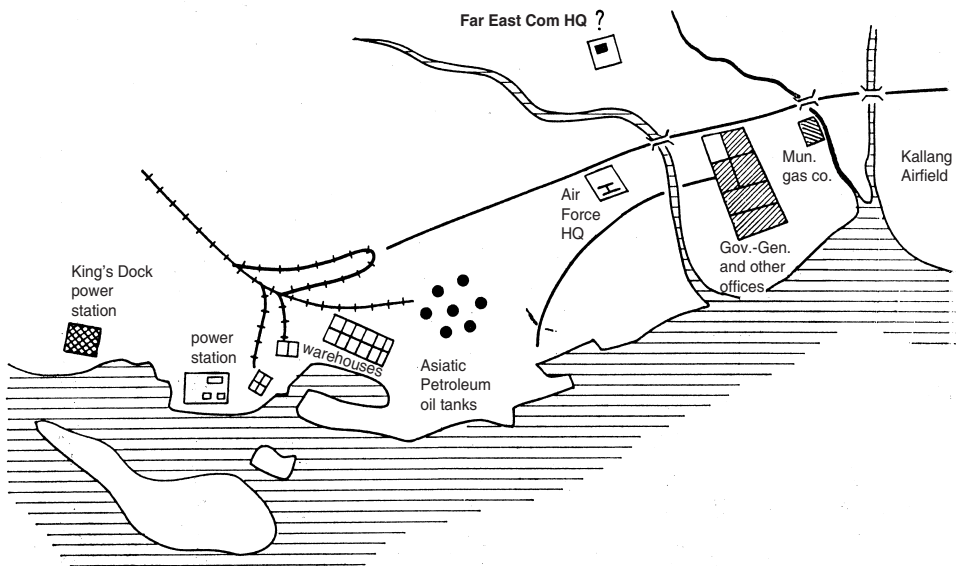 Far East Com HQ ?
Mun.
gas co.
Kallang
Airfield
Air
Force
HQ
Gov.-Gen.
and other
offices
King's Dock
power
station
power
station
warehouses
Asiatic
Petroleum
oil tanks